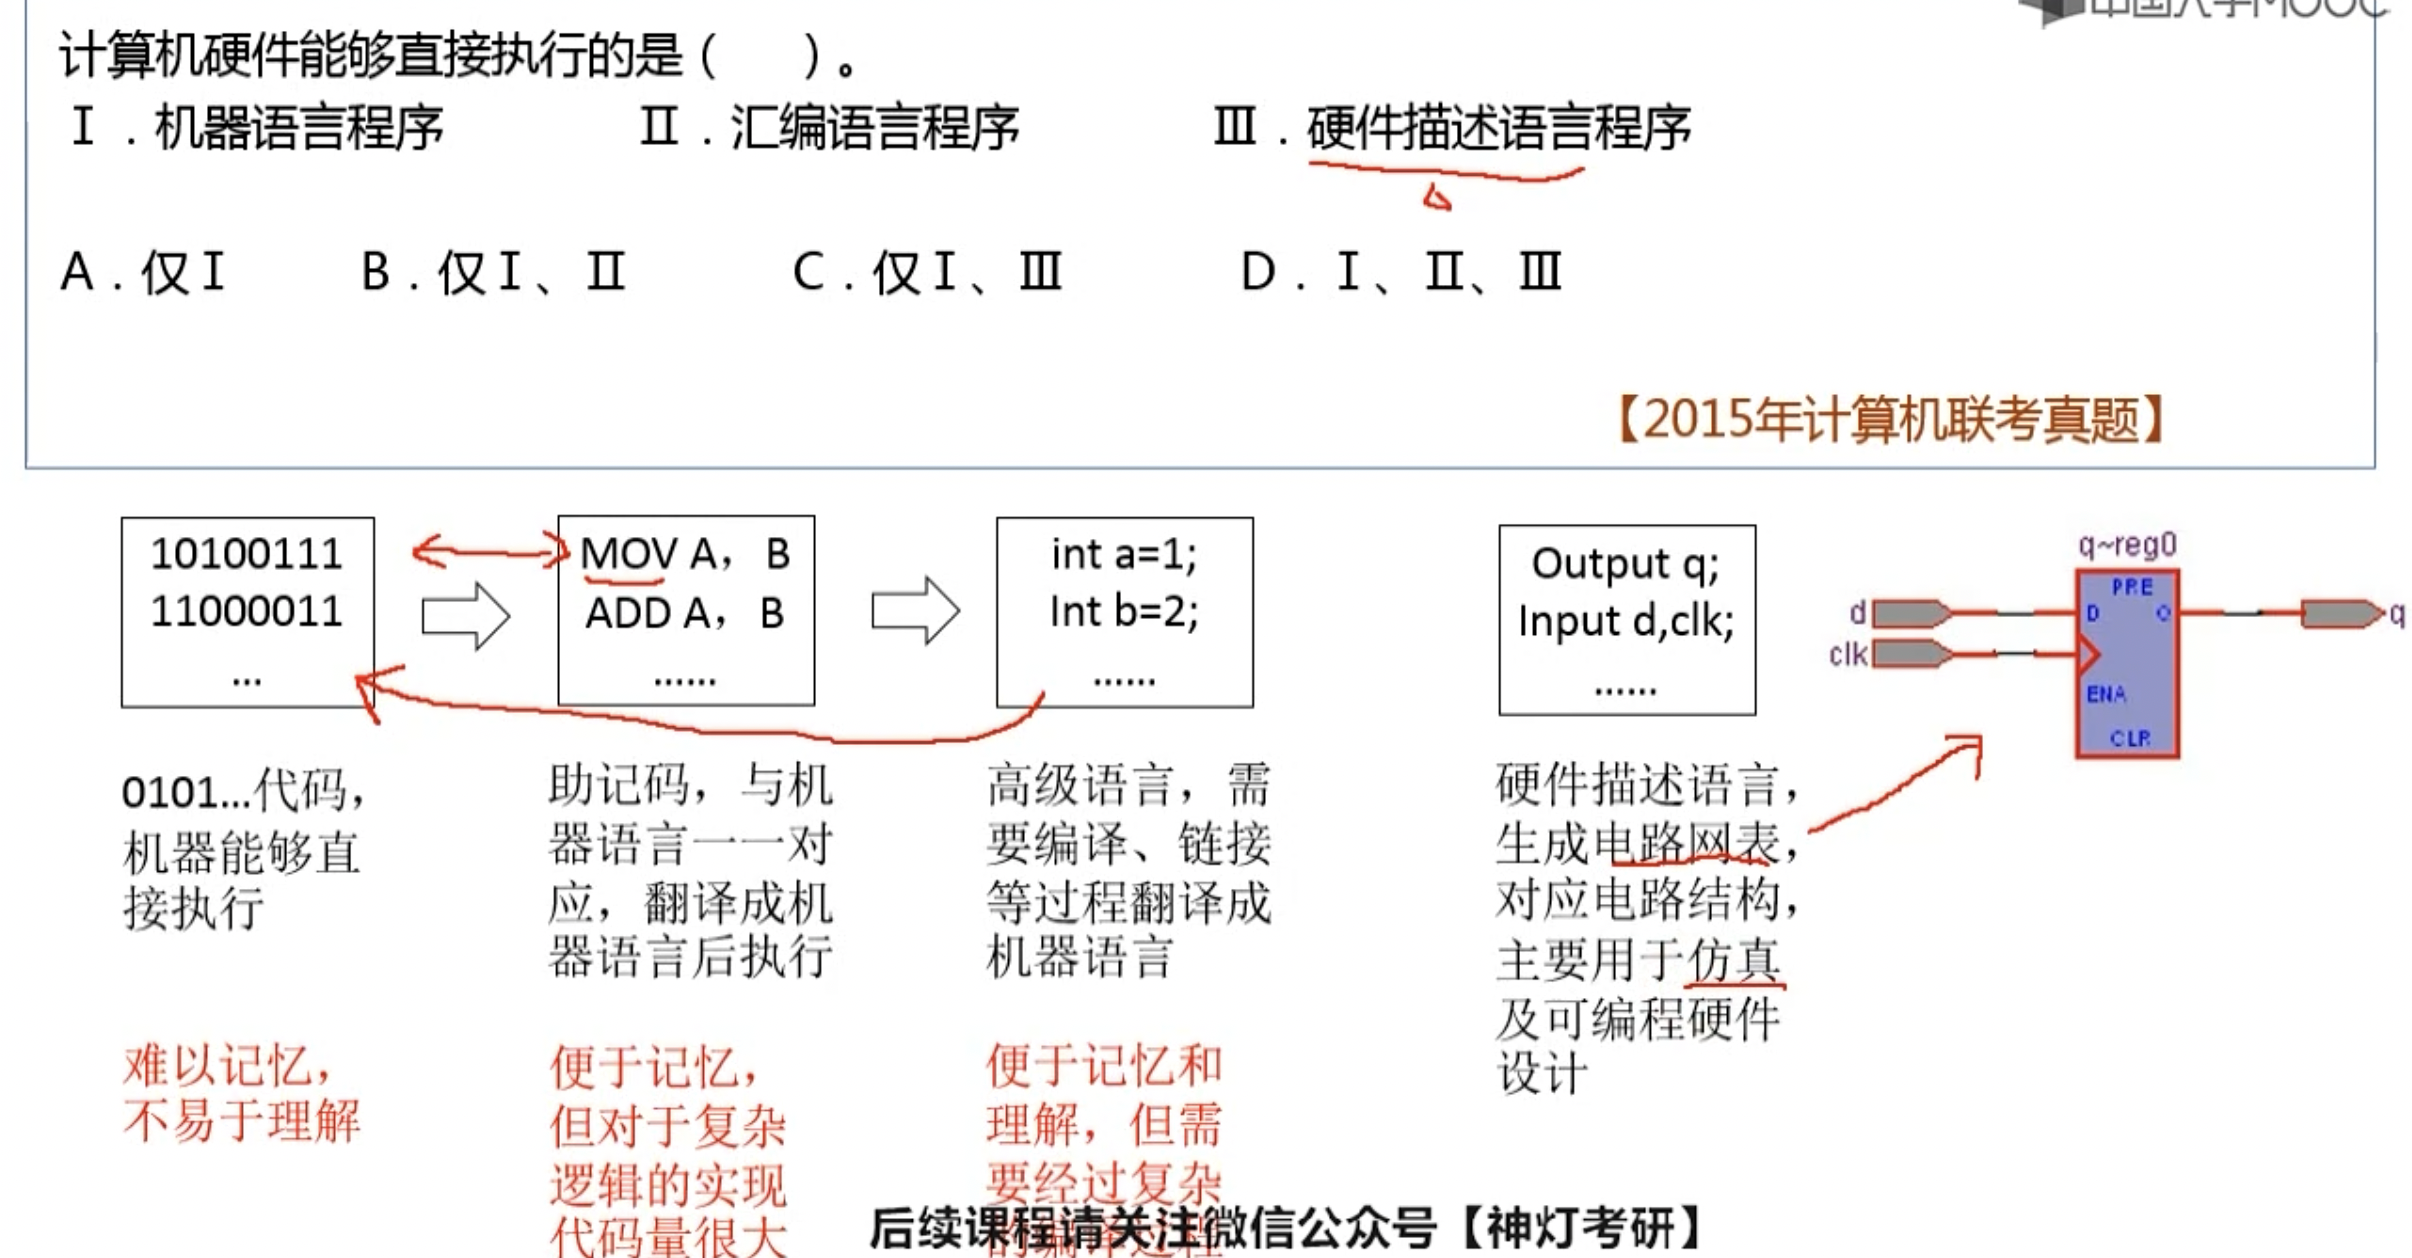 中国大学MOOC
计算机硬件能够直接执行的是（　　）。
Ⅰ．机器语言程序　　Ⅱ．汇编语言程序　　Ⅲ．硬件描述语言程序
A．仅Ⅰ　　B．仅Ⅰ、Ⅱ　　C．仅Ⅰ、Ⅲ　　D．Ⅰ、Ⅱ、Ⅲ
【2015年计算机联考真题】
10100111
11000011
...
0101...代码，
机器能够直
接执行
难以记忆，
不易于理解
MOV A， B
ADD A， B
......
助记码，与机
器语言一一对
应，翻译成机
器语言后执行
便于记忆，
但对于复杂
逻辑的实现
代码量很大
int a=1;
Int b=2;
......
高级语言，需
要编译、链接
等过程翻译成
机器语言
便于记忆和
理解，但需
要经过复杂
的编译过程
Output q;
Input d,clk;
......
硬件描述语言，
生成电路网表，
对应电路结构，
主要用于仿真
及可编程硬件
设计
q~reg0
PRE
d
D
Q
q
clk
ENA
CLR
后续课程请关注微信公众号【神灯考研】